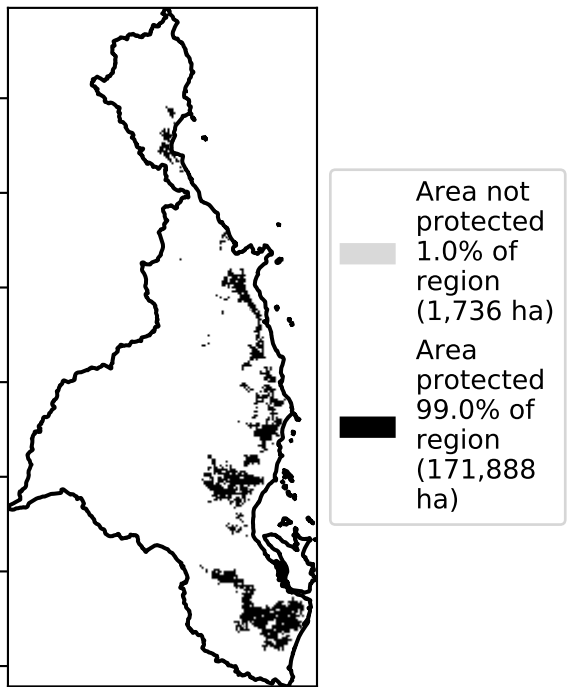 Area not
protected
1.0% of
region
(1,736 ha)
Area
protected
99.0% of
region
(171,888
ha)